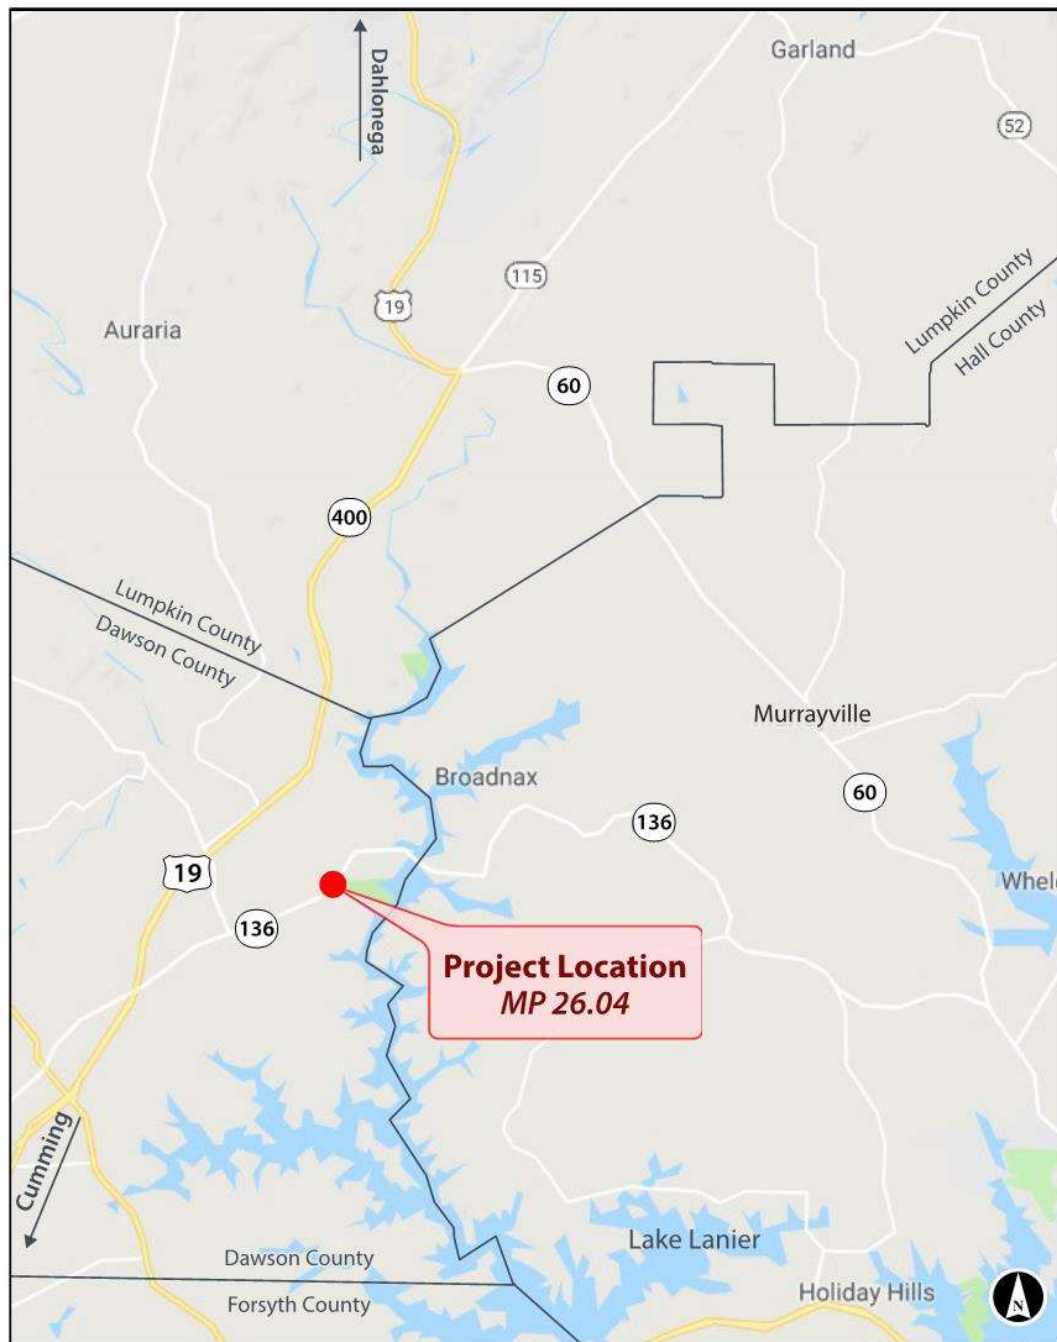 Garland
Dahlonega
52
115
19
Lumpkin County
Hall County
Auraria
60
400
Lumpkin County
Dawson County
Murrayville
Broadnax
60
136
19
Whel
136
Project Location
MP 26.04
Cumming
Lake Lanier
Dawson County
Forsyth County
Holiday Hills
N